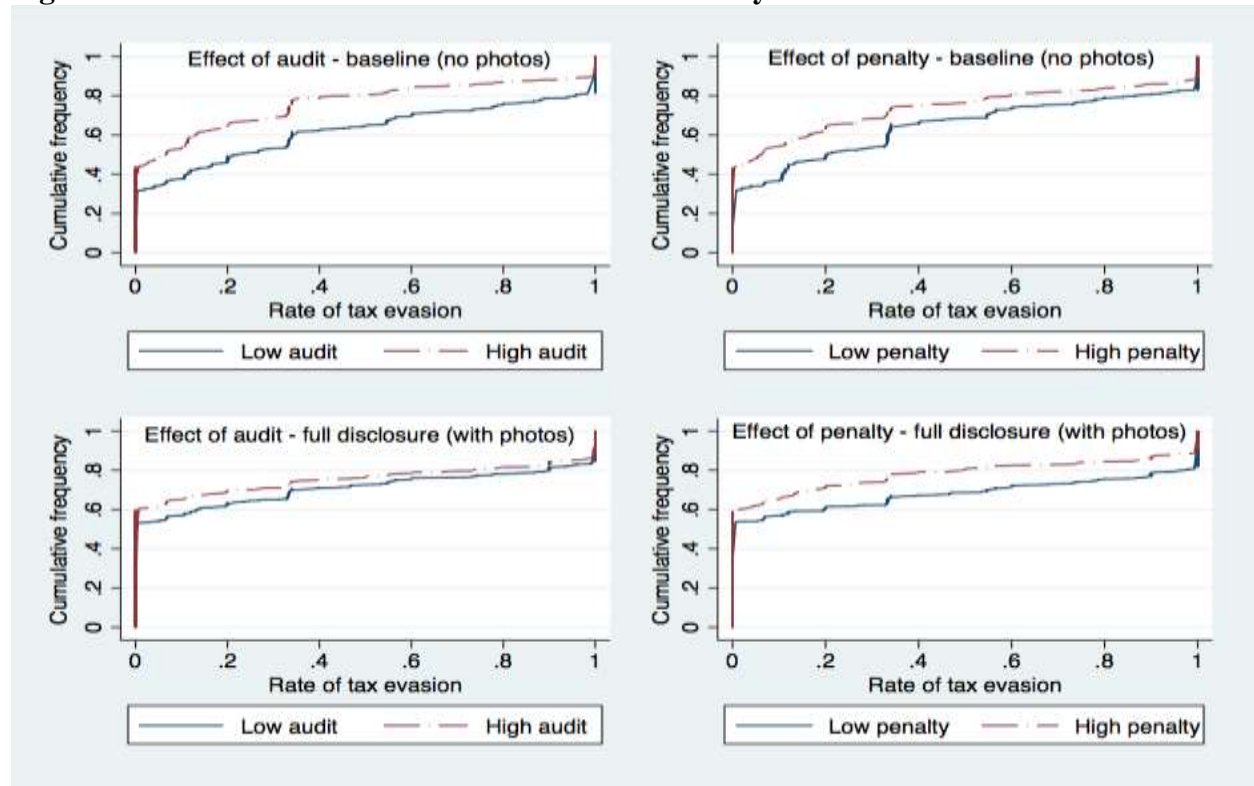 Effect of audit - baseline (no photos)
Cumulative frequency
0 .2 .4 .6 .8 1
0 .2 .4 .6 .8 1
Rate of tax evasion
Low audit High audit
Effect of penalty - baseline (no photos)
Cumulative frequency
0 .2 .4 .6 .8 1
0 .2 .4 .6 .8 1
Rate of tax evasion
Low penalty High penalty
Effect of audit - full disclosure (with photos)
Cumulative frequency
0 .2 .4 .6 .8 1
0 .2 .4 .6 .8 1
Rate of tax evasion
Low audit High audit
Effect of penalty - full disclosure (with photos)
Cumulative frequency
0 .2 .4 .6 .8 1
0 .2 .4 .6 .8 1
Rate of tax evasion
Low penalty High penalty